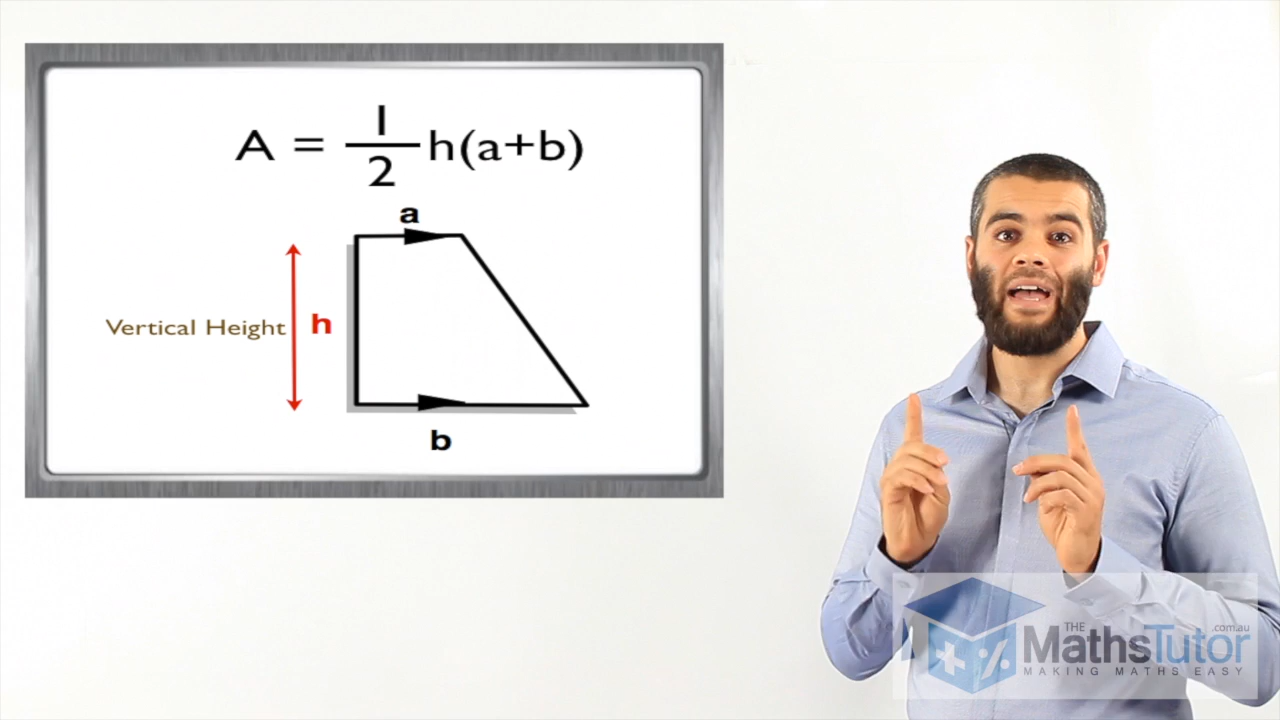 A = 1/2 h(a+b)
a
Vertical Height h
b
THE
MathsTutor
.com.au
MAKING MATHS EASY